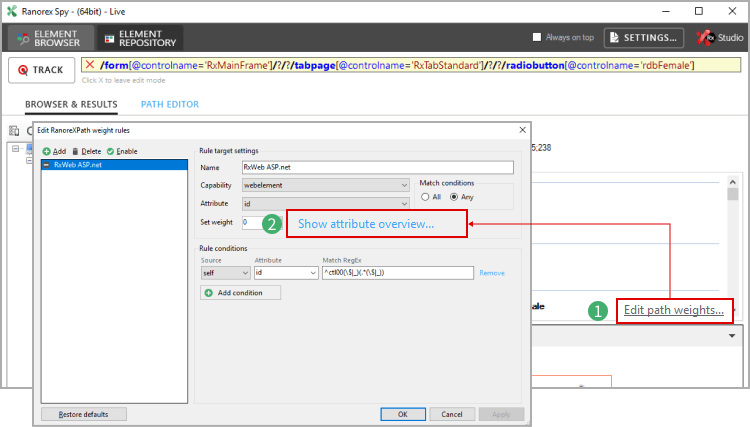 Ranorex Spy - (64bit) - Live
ELEMENT BROWSER
ELEMENT REPOSITORY
Always on top
SETTINGS...
Rx Studio
TRACK
/form[@controlname='RxMainFrame']/?/?/tabpage[@controlname='RxTabStandard']/?/?/radiobutton[@controlname='rdbFemale']
Click X to leave edit mode
BROWSER & RESULTS
PATH EDITOR
Edit RanoreXPath weight rules
Add
Delete
Enable
Rule target settings
5;238
RxWeb ASP.net
Name
RxWeb ASP.net
Capability
webelement
Match conditions
Attribute
id
All
Any
Set weight
0
2
Show attribute overview...
Rule conditions
Source
Attribute
Match RegEx
self
id
^ctl00(\$|_)(.*(\$|_))
Remove
Add condition
ale
1
Edit path weights...
Restore defaults
OK
Cancel
Apply